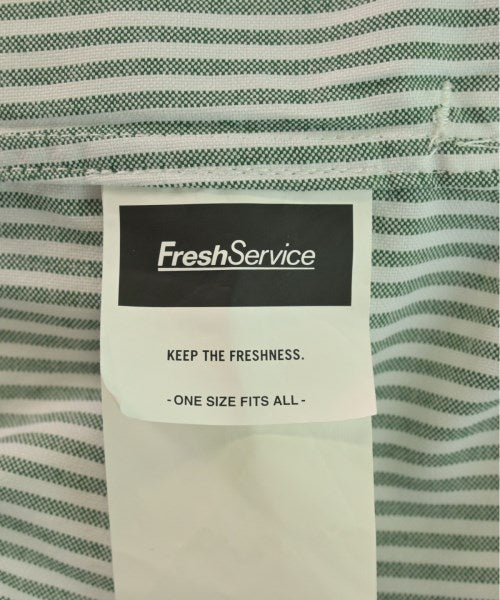 FreshService
KEEP THE FRESHNESS.
- ONE SIZE FITS ALL -